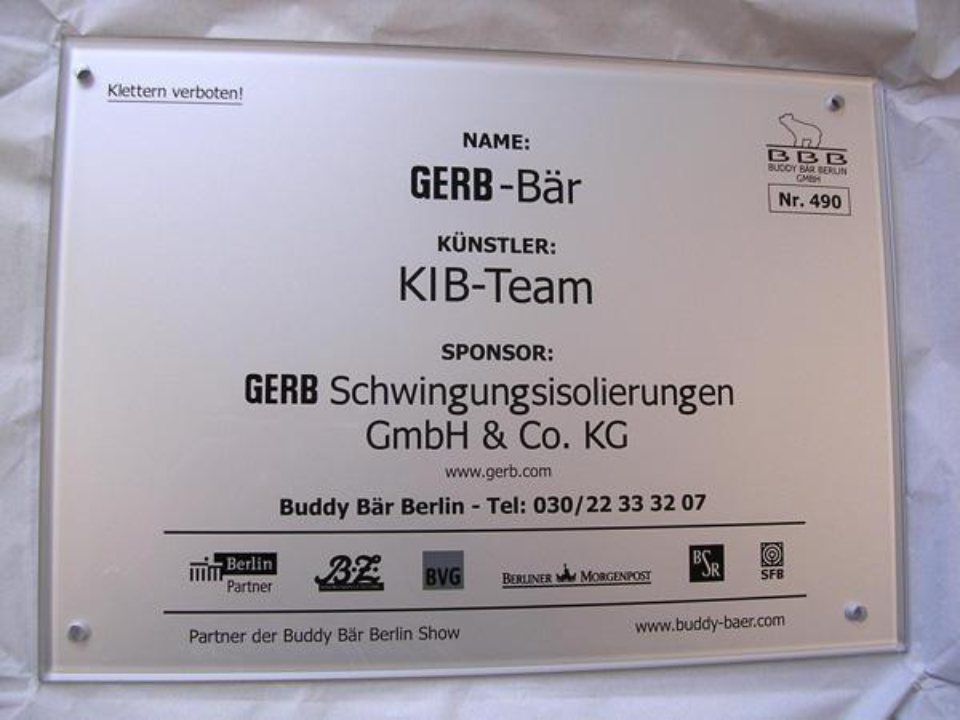 Klettern verboten!
BBB
BUDDY BÄR BERLIN
GMBH
Nr. 490
NAME:
GERB-Bär
KÜNSTLER:
KIB-Team
SPONSOR:
GERB Schwingungsisolierungen
GmbH & Co. KG
www.gerb.com
Buddy Bär Berlin - Tel: 030/22 33 32 07
Berlin
Partner
B.Z.
BVG
BERLINER MORGENPOST
BSR
SFB
Partner der Buddy Bär Berlin Show
www.buddy-baer.com